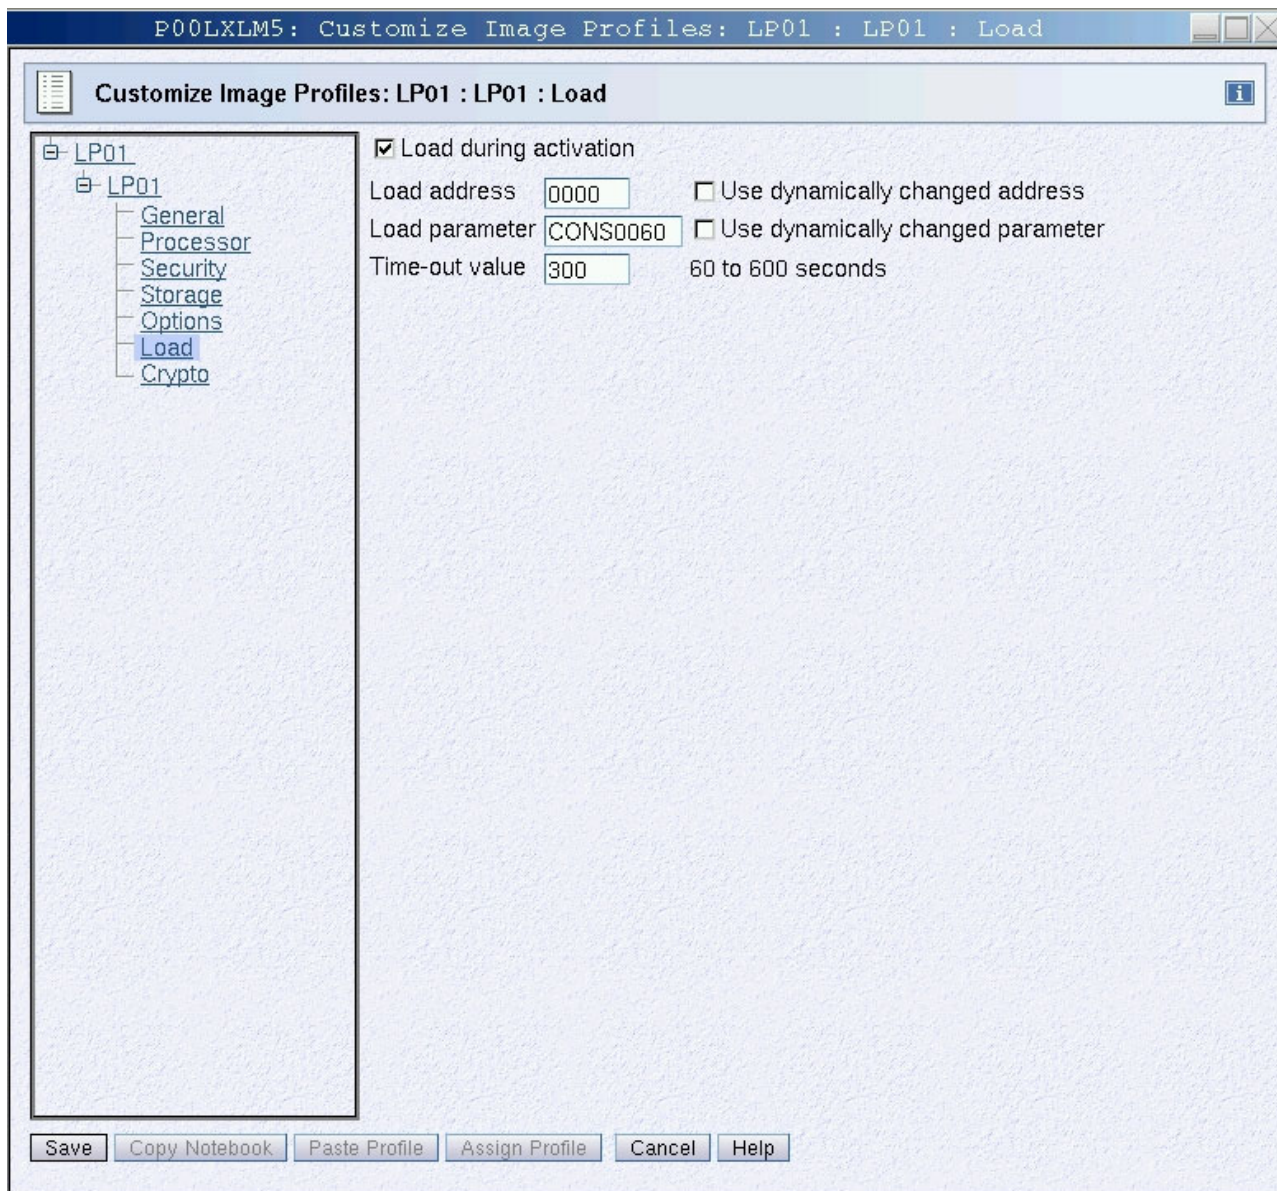 P00LXLM5: Customize Image Profiles: LP01 : LP01 : Load
Customize Image Profiles: LP01 : LP01 : Load
i
LP01
LP01
General
Processor
Security
Storage
Options
Load
Crypto
Load during activation
Load address 0000 Use dynamically changed address
Load parameter CONS0060 Use dynamically changed parameter
Time-out value 300 60 to 600 seconds
Save Copy Notebook Paste Profile Assign Profile Cancel Help